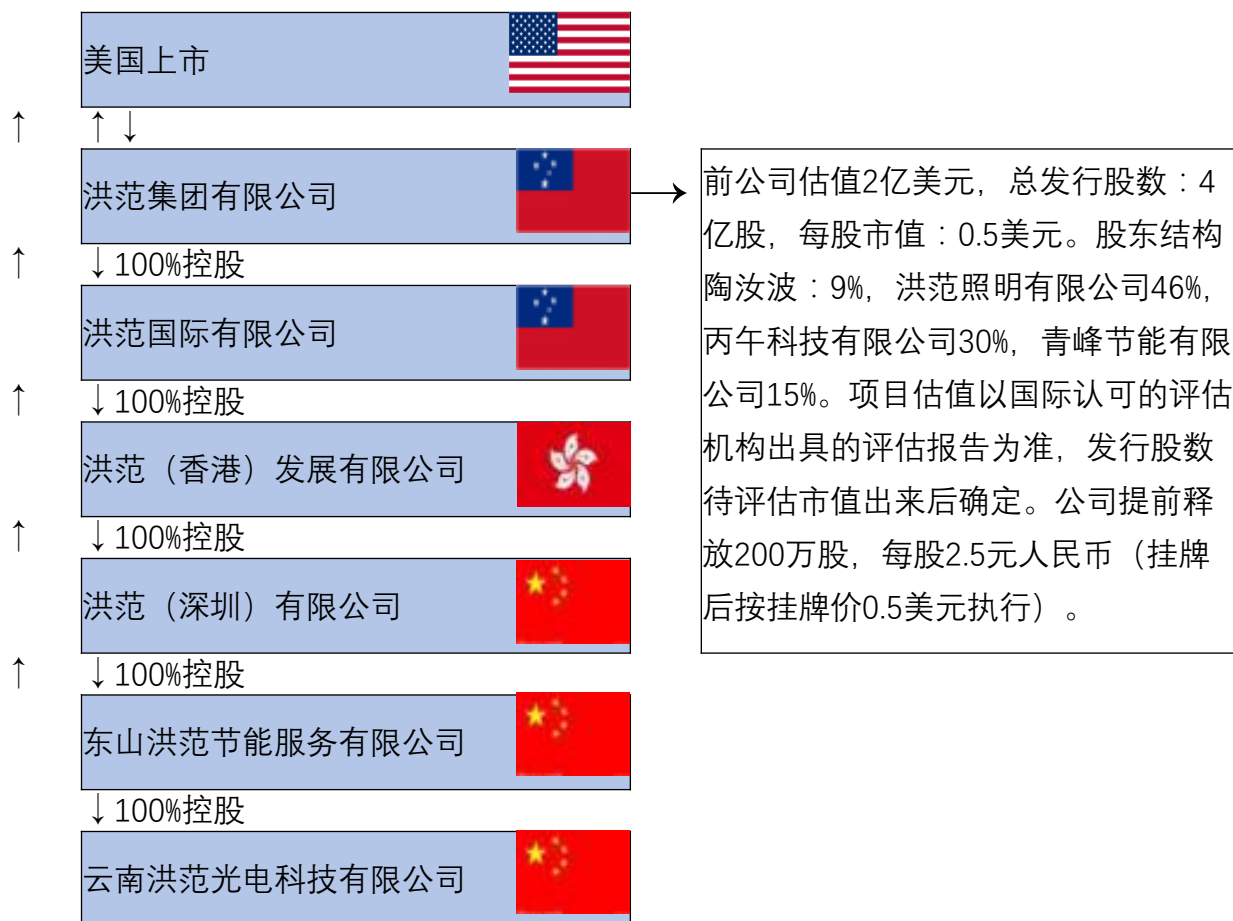 美国上市
↑ ↑↓
洪范集团有限公司
↑ ↓100%控股
洪范国际有限公司
↑ ↓100%控股
洪范（香港）发展有限公司
↑ ↓100%控股
洪范（深圳）有限公司
↑ ↓100%控股
东山洪范节能服务有限公司
↓100%控股
云南洪范光电科技有限公司
前公司估值2亿美元，总发行股数：4
亿股，每股市值：0.5美元。股东结构
陶汝波：9%，洪范照明有限公司46%，
丙午科技有限公司30%，青峰节能有限
公司15%。项目估值以国际认可的评估
机构出具的评估报告为准，发行股数
待评估市值出来后确定。公司提前释
放200万股，每股2.5元人民币（挂牌
后按挂牌价0.5美元执行）。